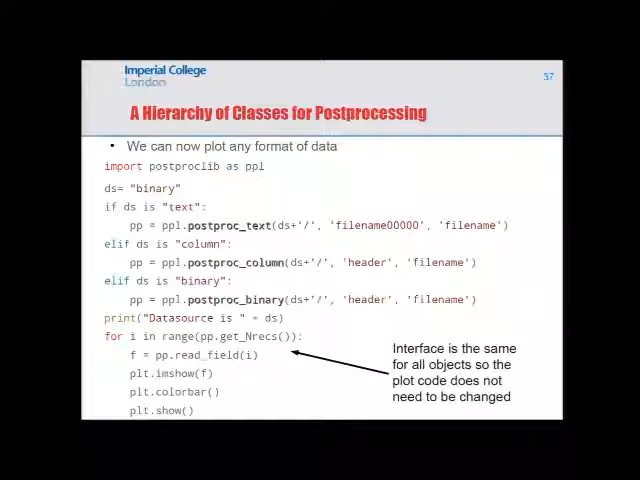 Imperial College
London
37
A Hierarchy of Classes for Postprocessing
• We can now plot any format of data
import postproclib as ppl
ds= "binary"
if ds is "text":
pp = ppl.postproc_text(ds+'/', 'filename00000', 'filename')
elif ds is "column":
pp = ppl.postproc_column(ds+'/', 'header', 'filename')
elif ds is "binary":
pp = ppl.postproc_binary(ds+'/', 'header', 'filename')
print("Datasource is " + ds)
for i in range(pp.get_Nrecs()):
f = pp.read_field(i)
plt.imshow(f)
plt.colorbar()
plt.show()
Interface is the same
for all objects so the
plot code does not
need to be changed